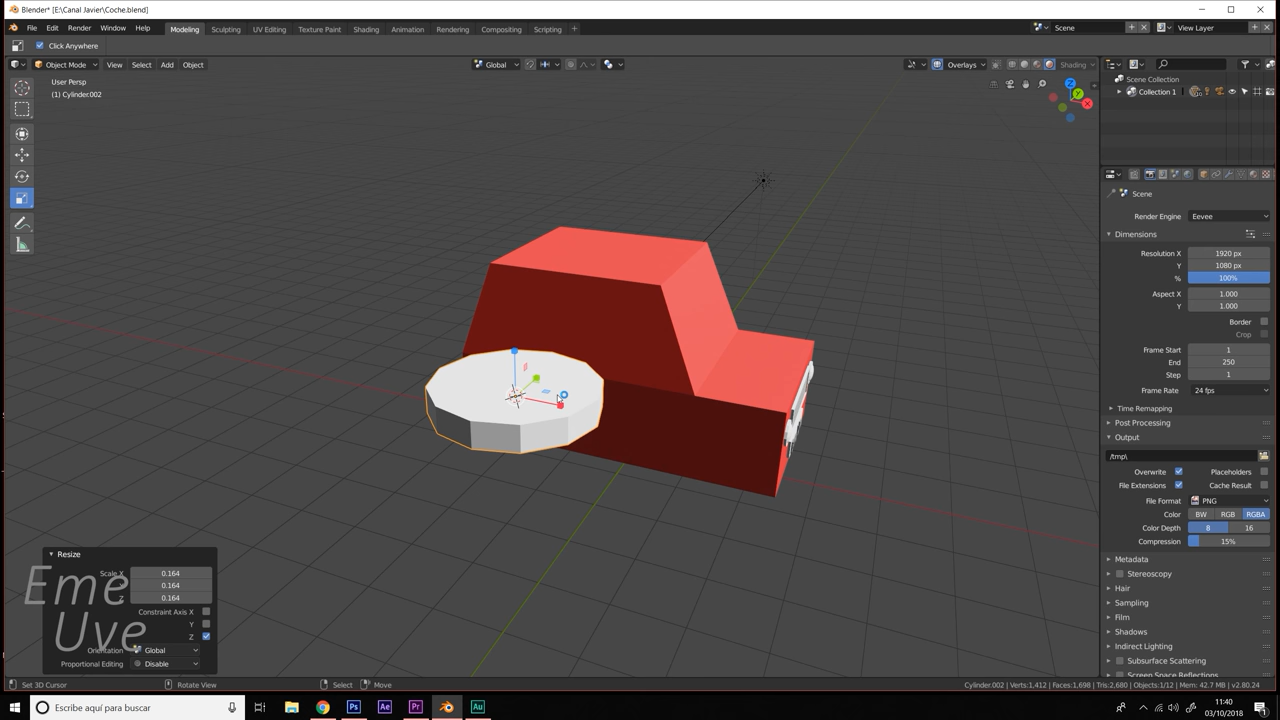 Blender* [E:\Canal Javier\Coche.blend]
File Edit Render Window Help Modeling Sculpting UV Editing Texture Paint Shading Animation Rendering Compositing Scripting + Scene View Layer
Click Anywhere
Object Mode View Select Add Object Global Overlays Shading
User Persp
(1) Cylinder.002
Scene Collection
Collection 1
Scene
Render Engine Eevee
Dimensions
Resolution X 1920 px
Y 1080 px
% 100%
Aspect X 1.000
Y 1.000
Border
Crop
Frame Start 1
End 250
Step 1
Frame Rate 24 fps
Time Remapping
Post Processing
Output
/tmp\
Overwrite Placeholders
File Extensions Cache Result
File Format PNG
Color BW RGB RGBA
Color Depth 8 16
Compression 15%
Metadata
Stereoscopy
Hair
Sampling
Film
Shadows
Indirect Lighting
Subsurface Scattering
Screen Space Reflections
Resize
Scale X 0.164
0.164
Z 0.164
Constraint Axis X
Y
Z
Orientation Global
Proportional Editing Disable
Eme
Uve
Set 3D Cursor Rotate View Select Move Cylinder.002 | Verts:1,412 | Faces:1,698 | Tris:2,680 | Objects:1/12 | Mem: 42.7 MB | v2.80.24
Escribe aquí para buscar
Ps Ae Pr Au
11:40
03/10/2018